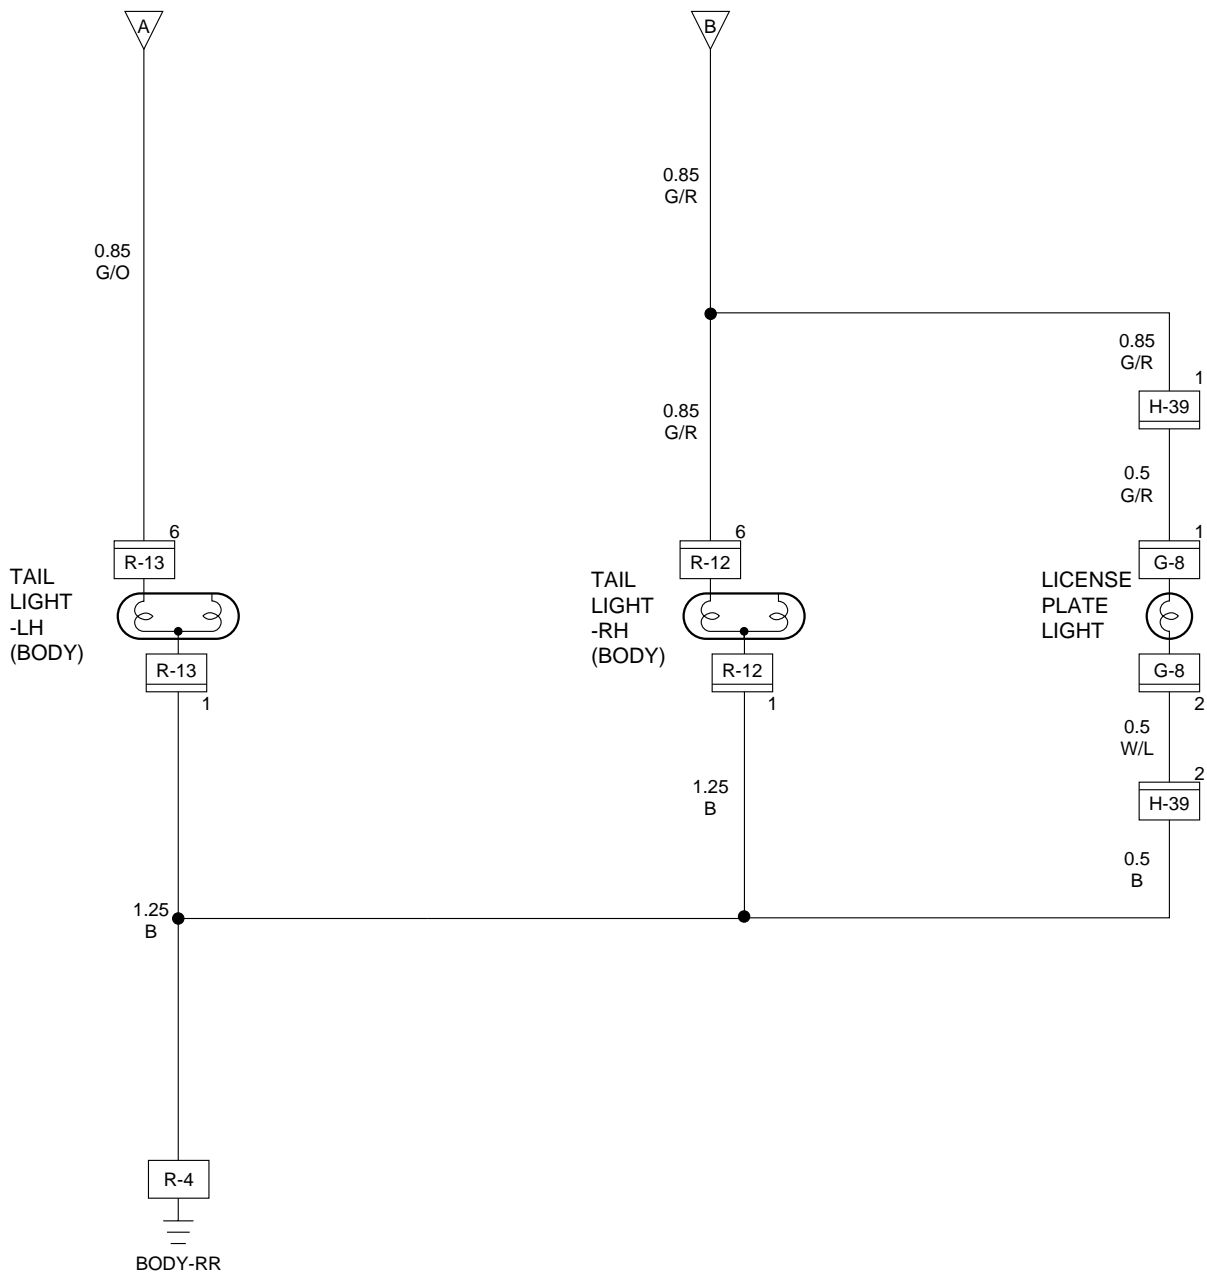 A
B
0.85
G/R
0.85
G/O
0.85
G/R
1
H-39
0.85
G/R
0.5
G/R
6
R-13
6
R-12
1
G-8
TAIL
LIGHT
-LH
(BODY)
TAIL
LIGHT
-RH
(BODY)
LICENSE
PLATE
LIGHT
R-13
1
R-12
1
G-8
2
0.5
W/L
2
H-39
1.25
B
0.5
B
1.25
B
R-4
BODY-RR